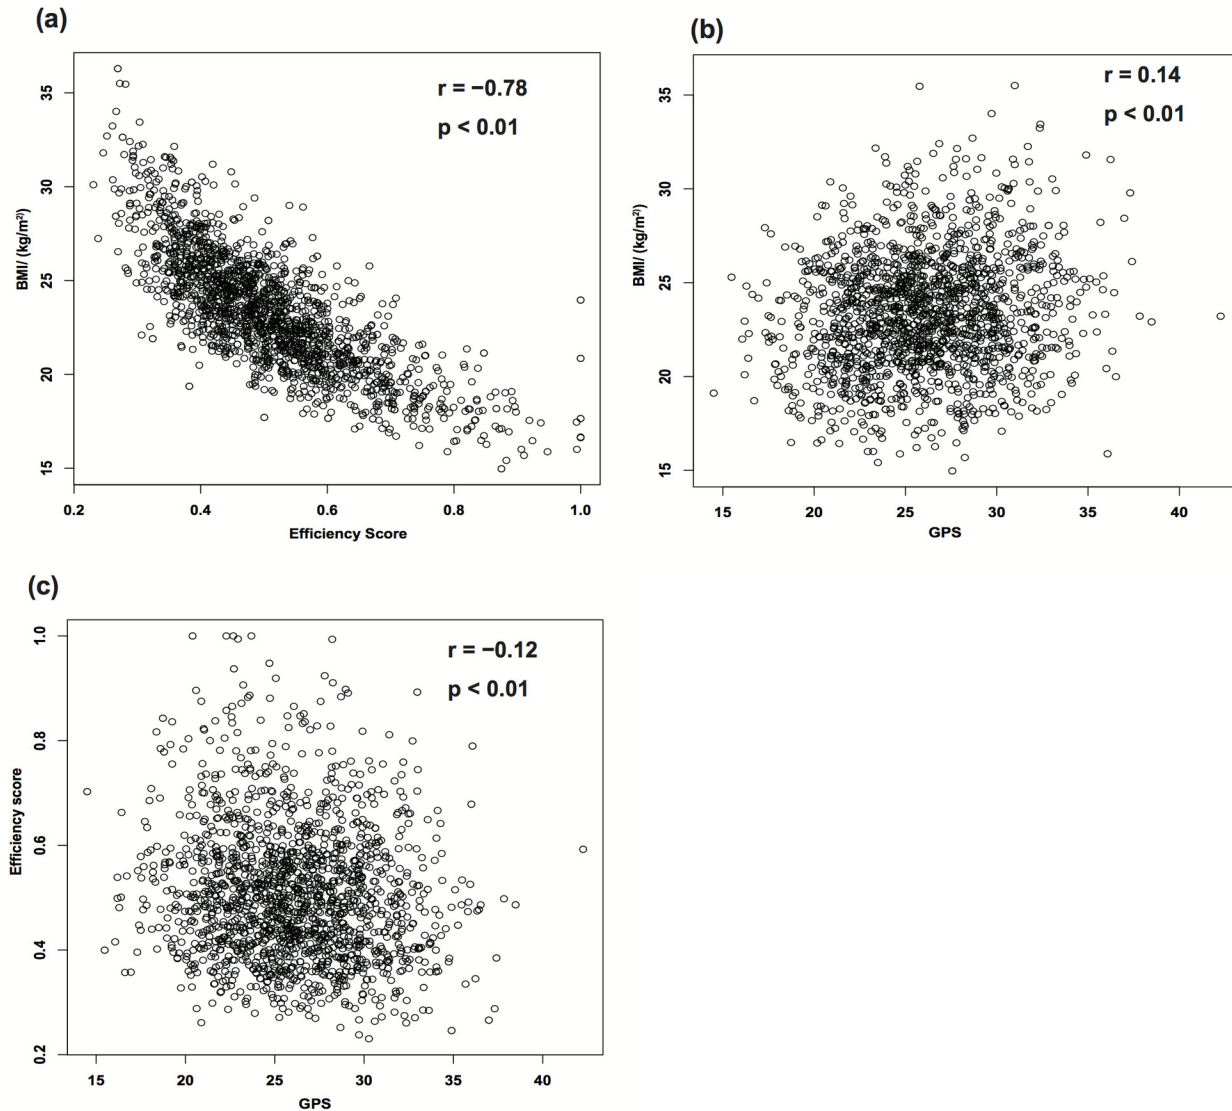 (a)
r = −0.78
p < 0.01
35
30
25
20
15
BMI/ (kg/m²)
0.2 0.4 0.6 0.8 1.0
Efficiency Score
(b)
r = 0.14
p < 0.01
35
30
25
20
15
BMI/ (kg/m²)
15 20 25 30 35 40
GPS
(c)
r = −0.12
p < 0.01
1.0
0.8
0.6
0.4
0.2
Efficiency score
15 20 25 30 35 40
GPS